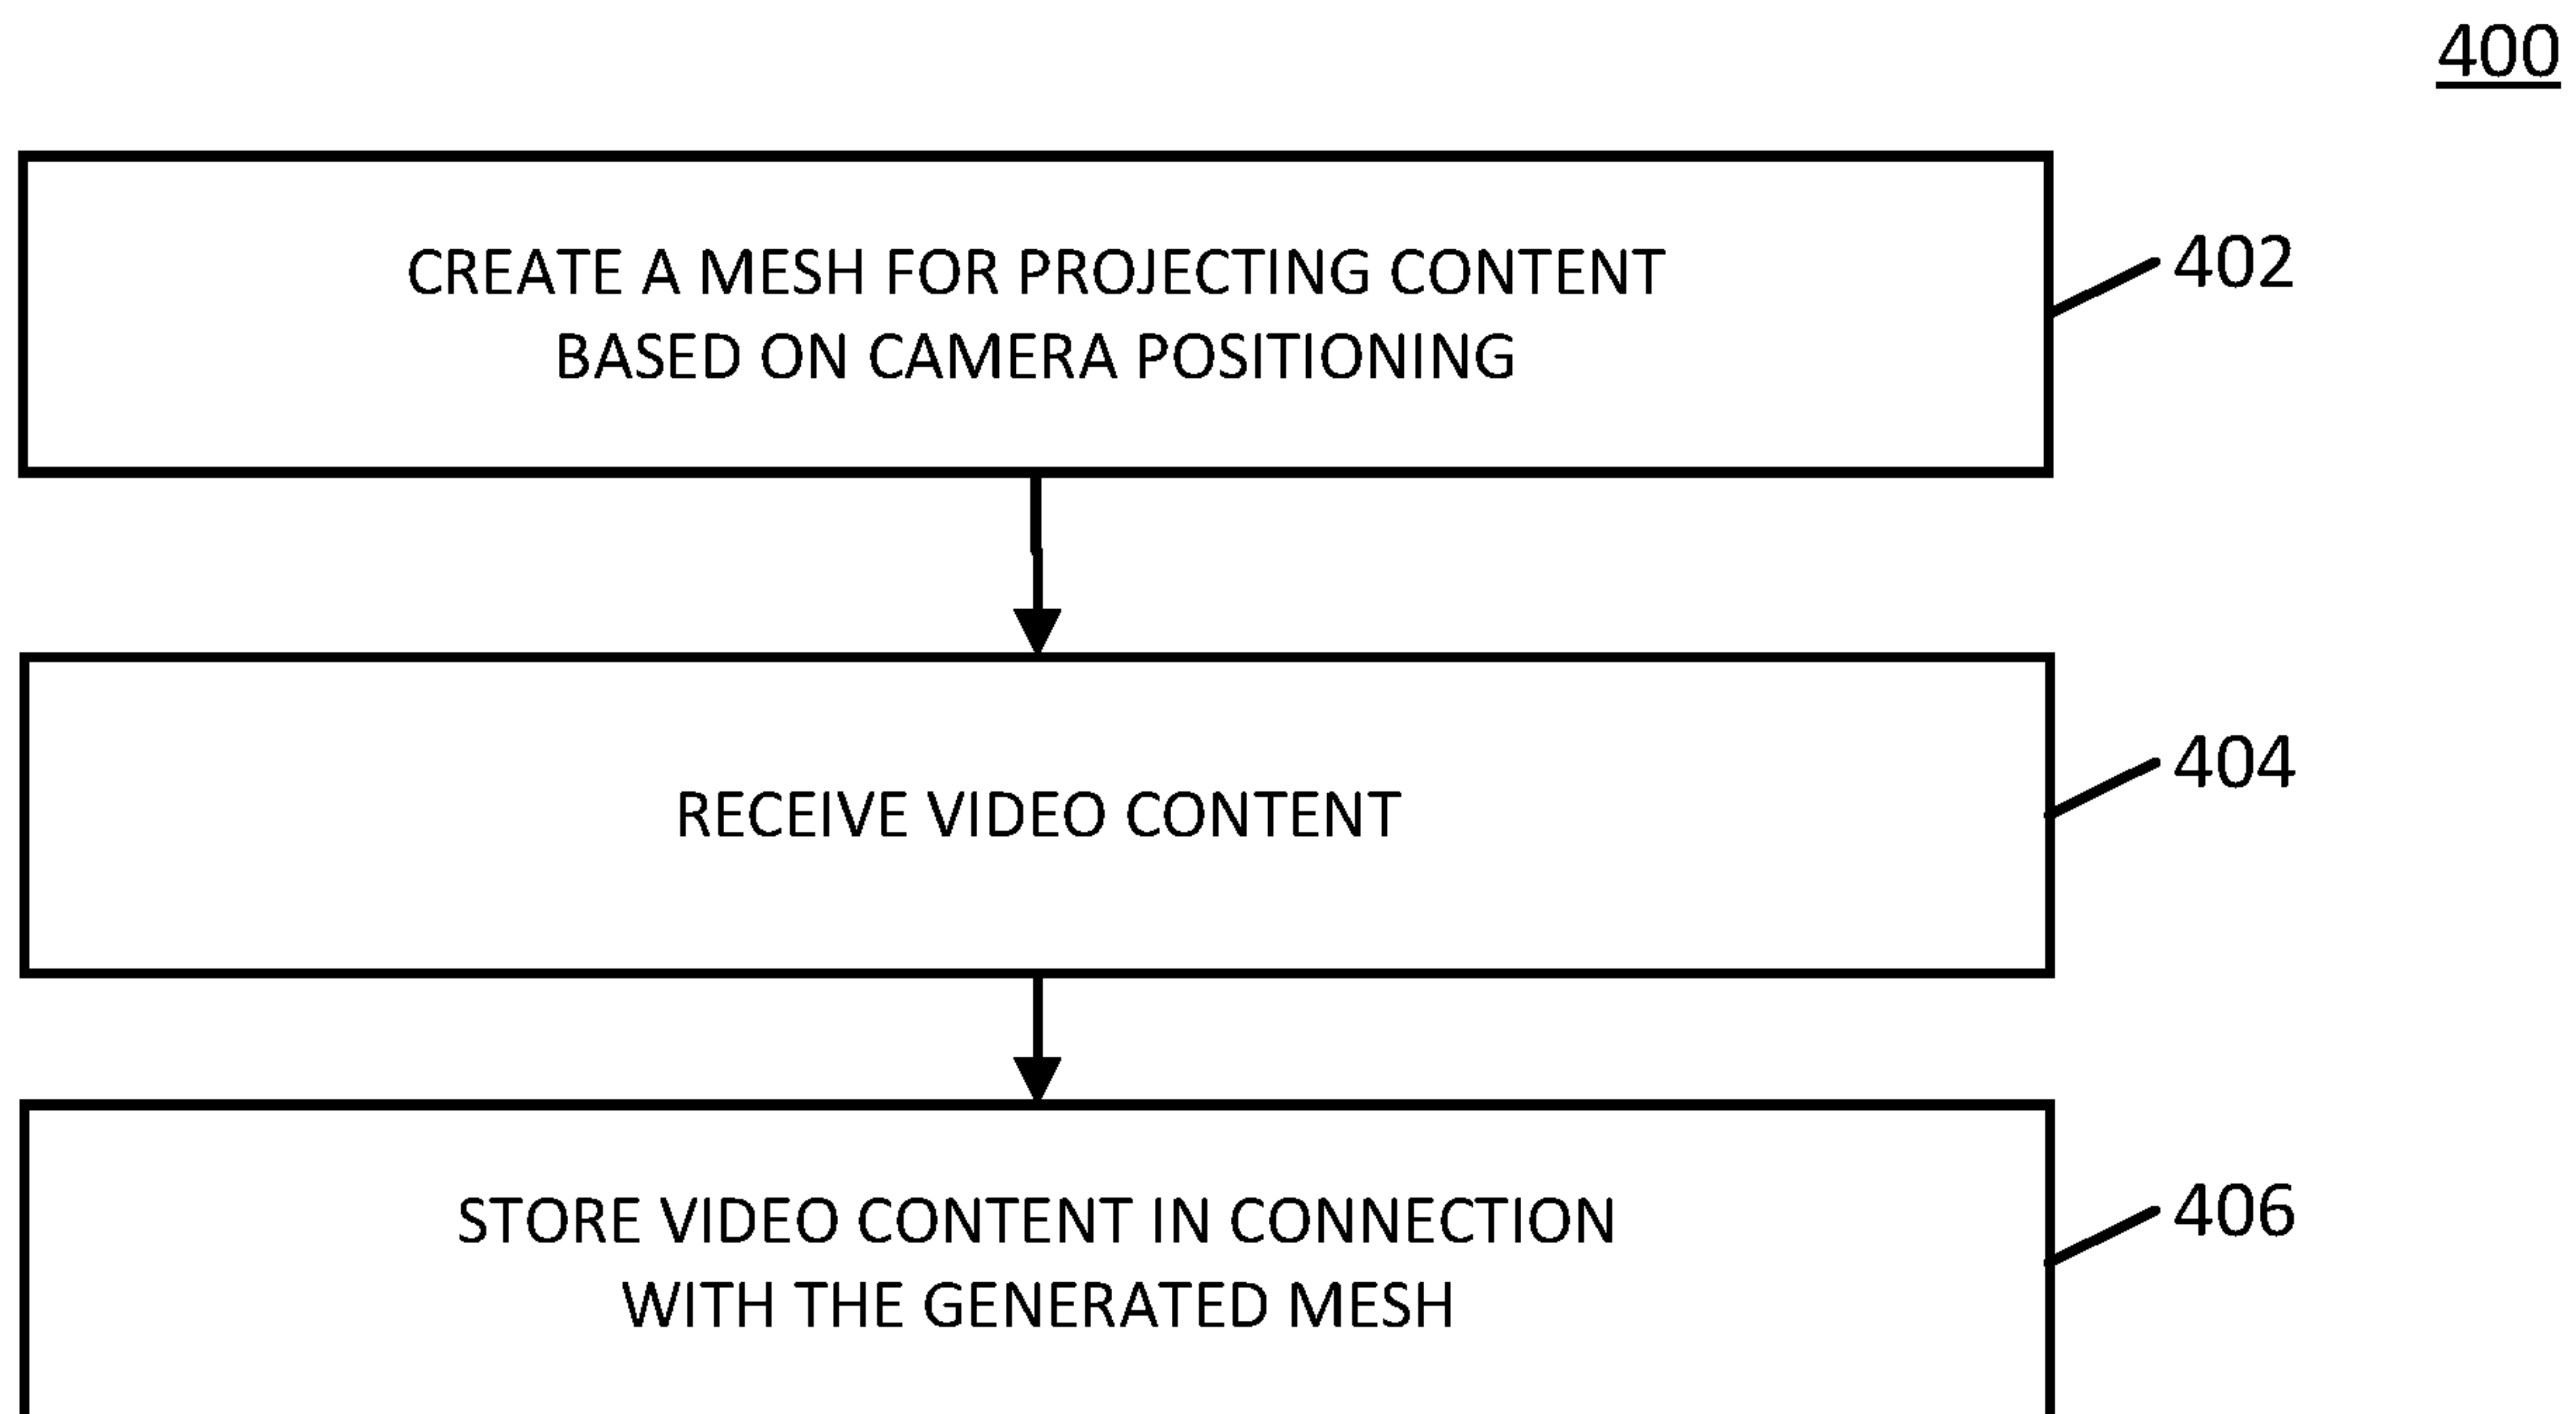 400
CREATE A MESH FOR PROJECTING CONTENT
BASED ON CAMERA POSITIONING
402
RECEIVE VIDEO CONTENT
404
STORE VIDEO CONTENT IN CONNECTION
WITH THE GENERATED MESH
406